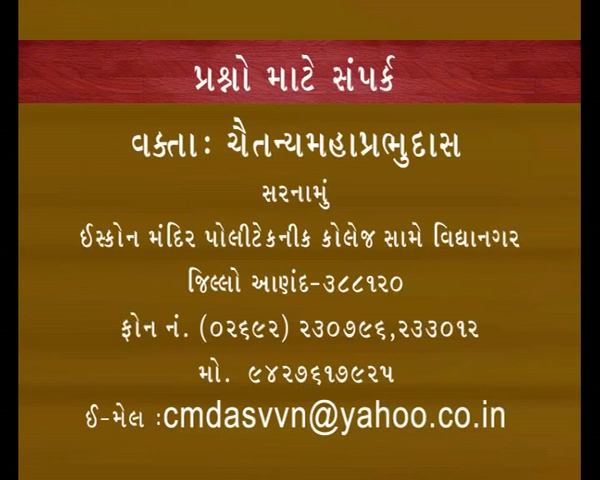 પ્રશ્નો માટે સંપર્ક
વક્તાઃ ચૈતન્યમહાપ્રભુદાસ
સરનામું
ઈસ્કોન મંદિર પોલીટેકનીક કોલેજ સામે વિદ્યાનગર
જિલ્લો આણંદ-૩૮૮૧૨૦
ફોન નં. (૦૨૬૯૨) ૨૩૦૭૯૬,૨૩૩૦૧૨
મો. ૯૪૨૭૬૧૭૯૨૫
ઈ-મેલ :cmdasvvn@yahoo.co.in